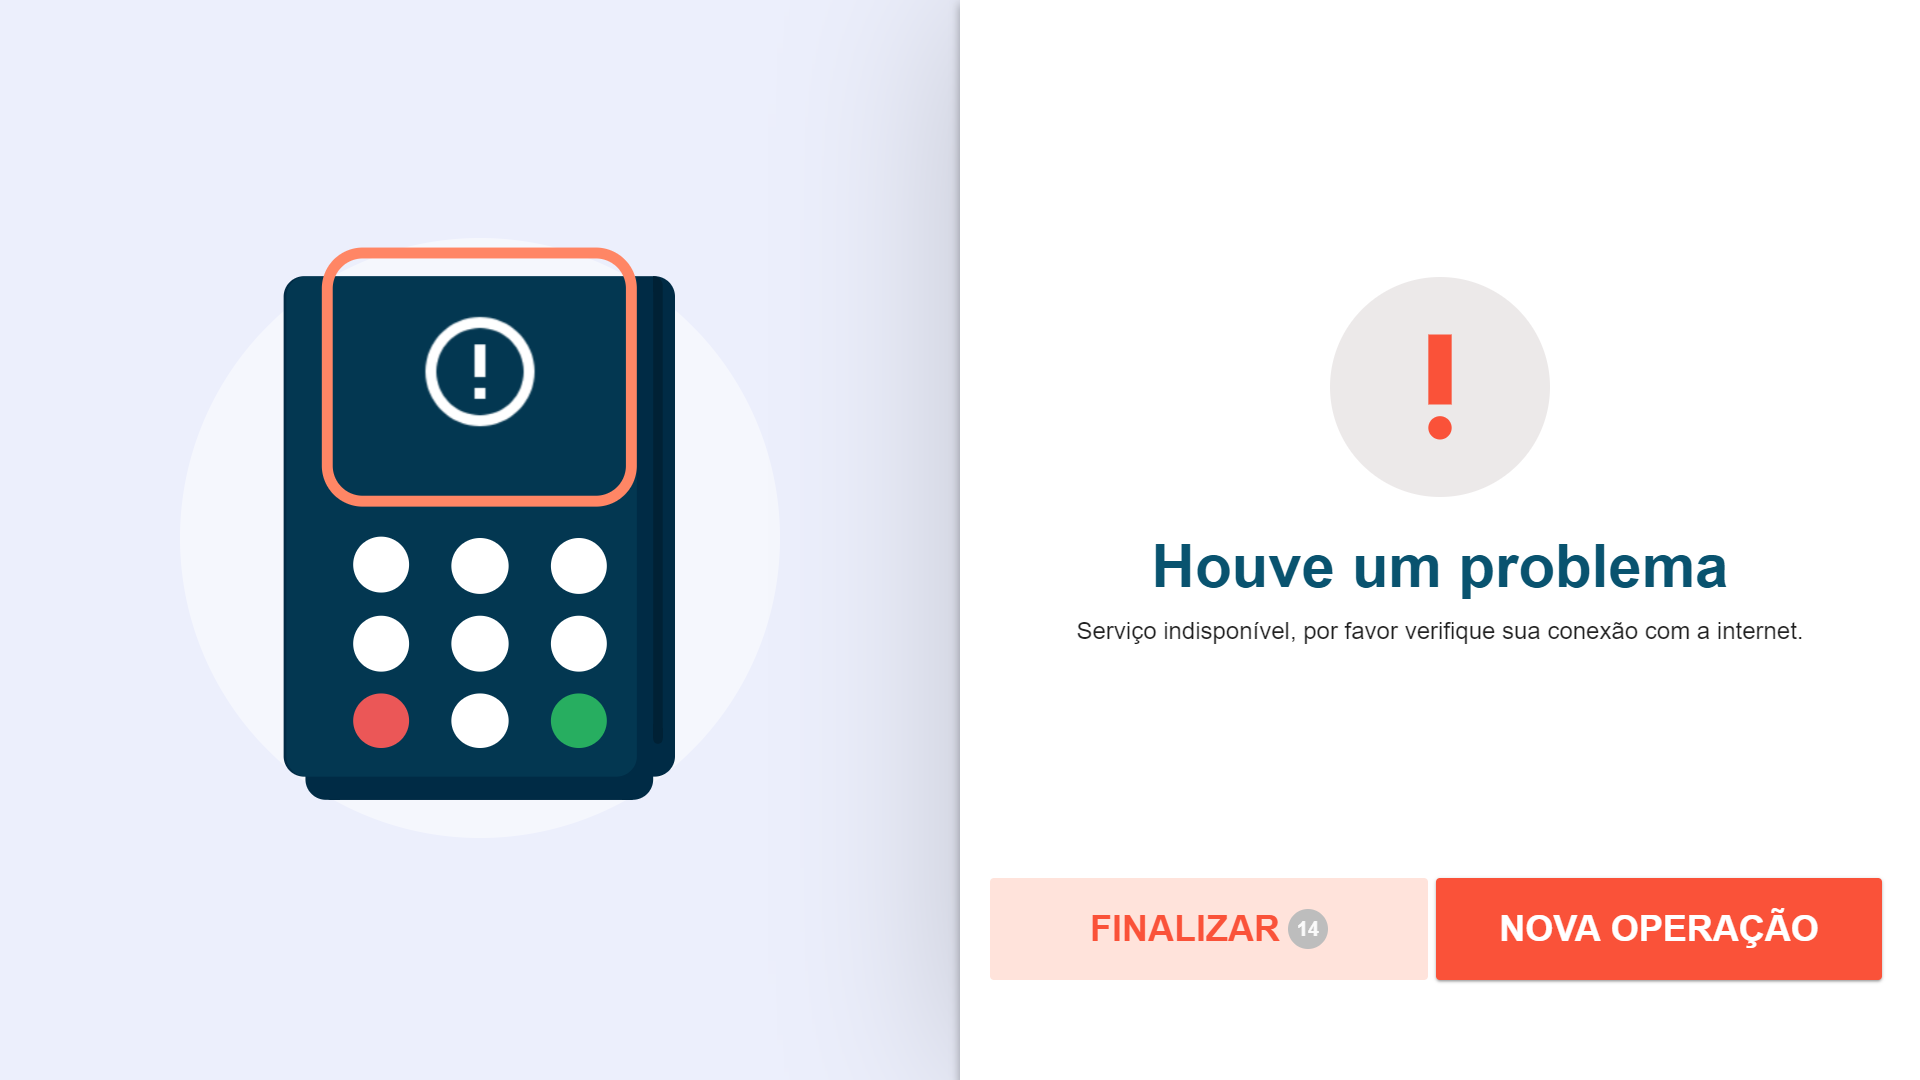 Houve um problema
Serviço indisponível, por favor verifique sua conexão com a internet.
FINALIZAR 14
NOVA OPERAÇÃO